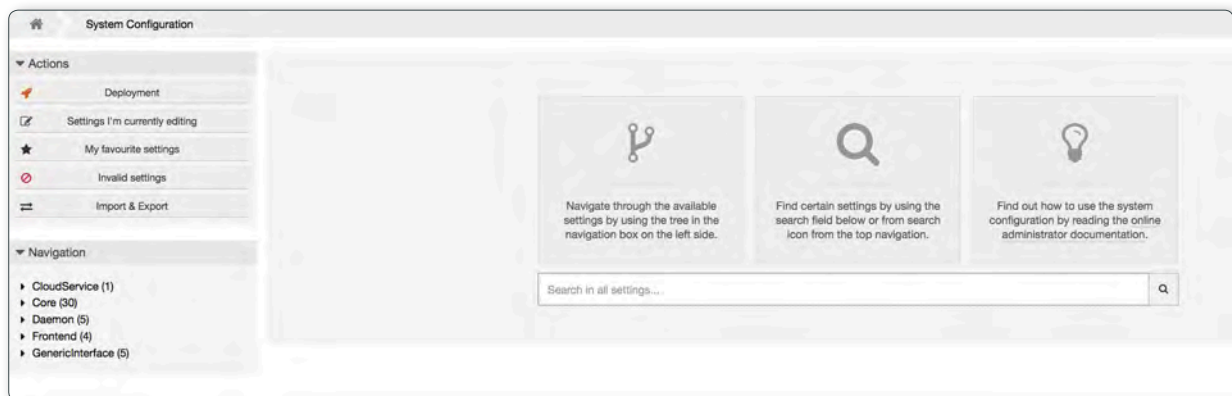 System Configuration
Actions
Deployment
Settings I'm currently editing
My favourite settings
Invalid settings
Import & Export
Navigation
CloudService (1)
Core (30)
Daemon (5)
Frontend (4)
GenericInterface (5)
Navigate through the available
settings by using the tree in the
navigation box on the left side.
Find certain settings by using the
search field below or from search
icon from the top navigation.
Find out how to use the system
configuration by reading the online
administrator documentation.
Search in all settings...